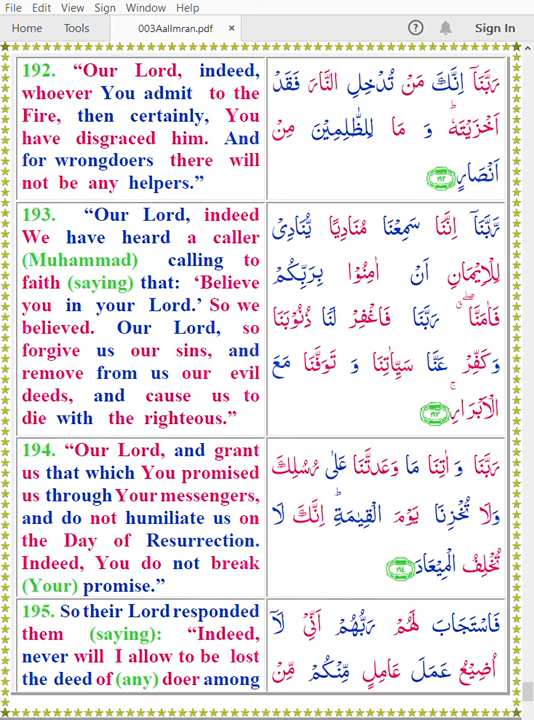 File Edit View Sign Window Help
Home Tools 003AalImran.pdf × Sign In
192. “Our Lord, indeed,
whoever You admit to the
Fire, then certainly, You
have disgraced him. And
for wrongdoers there will
not be any helpers.”
رَبَّنَآ اِنَّكَ مَنْ تُدْخِلِ النَّارَ فَقَدْ
اَخْزَيْتَهٗ ؕ وَ مَا لِلظّٰلِمِيْنَ مِنْ
اَنْصَارٍ ﴿۱۹۲﴾
193. “Our Lord, indeed
We have heard a caller
(Muhammad) calling to
faith (saying) that: ‘Believe
you in your Lord.’ So we
believed. Our Lord, so
forgive us our sins, and
remove from us our evil
deeds, and cause us to
die with the righteous.”
رَبَّنَآ اِنَّنَا سَمِعْنَا مُنَادِيًا يُّنَادِىْ
لِلْاِيْمَانِ اَنْ اٰمِنُوْا بِرَبِّكُمْ
فَاٰمَنَّا ۖۗ رَبَّنَا فَاغْفِرْ لَنَا ذُنُوْبَنَا
وَكَفِّرْ عَنَّا سَيِّاٰتِنَا وَ تَوَفَّنَا مَعَ
الْاَبْرَارِ ۚ ﴿۱۹۳﴾
194. “Our Lord, and grant
us that which You promised
us through Your messengers,
and do not humiliate us on
the Day of Resurrection.
Indeed, You do not break
(Your) promise.”
رَبَّنَا وَ اٰتِنَا مَا وَعَدْتَّنَا عَلٰى رُسُلِكَ
وَلَا تُخْزِنَا يَوْمَ الْقِيٰمَةِ ؕ اِنَّكَ لَا
تُخْلِفُ الْمِيْعَادَ ﴿۱۹۴﴾
195. So their Lord responded
them (saying): “Indeed,
never will I allow to be lost
the deed of (any) doer among
فَاسْتَجَابَ لَهُمْ رَبُّهُمْ اَنِّىْ لَآ
اُضِيْعُ عَمَلَ عَامِلٍ مِّنْكُمْ مِّنْ